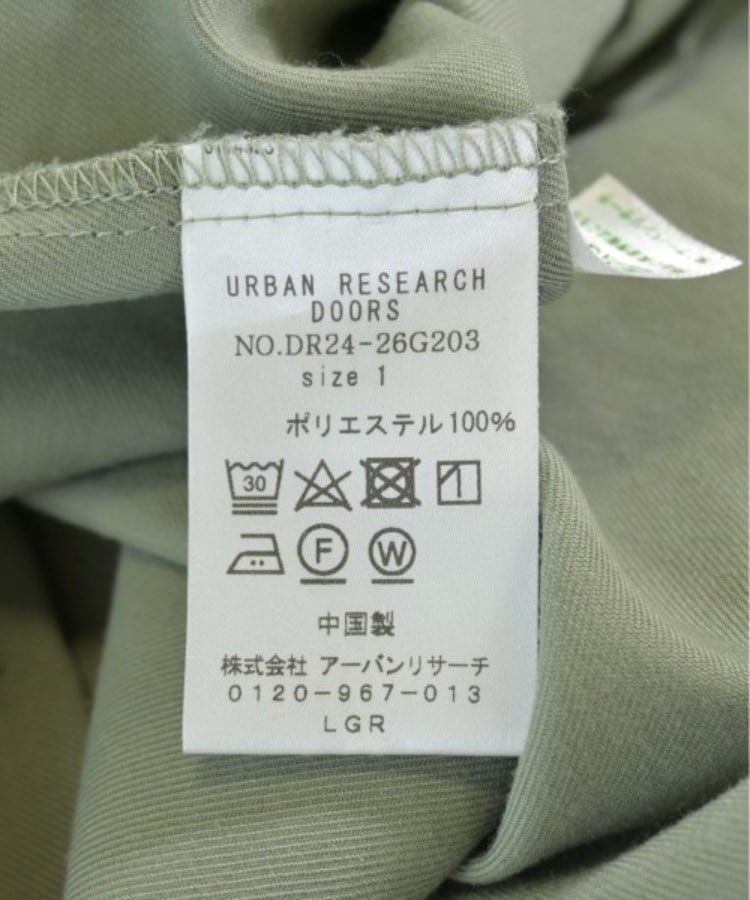 URBAN RESEARCH
DOORS
NO.DR24-26G203
size 1
ポリエステル100%
30
F W
中国製
株式会社 アーバンリサーチ
0120-967-013
LGR